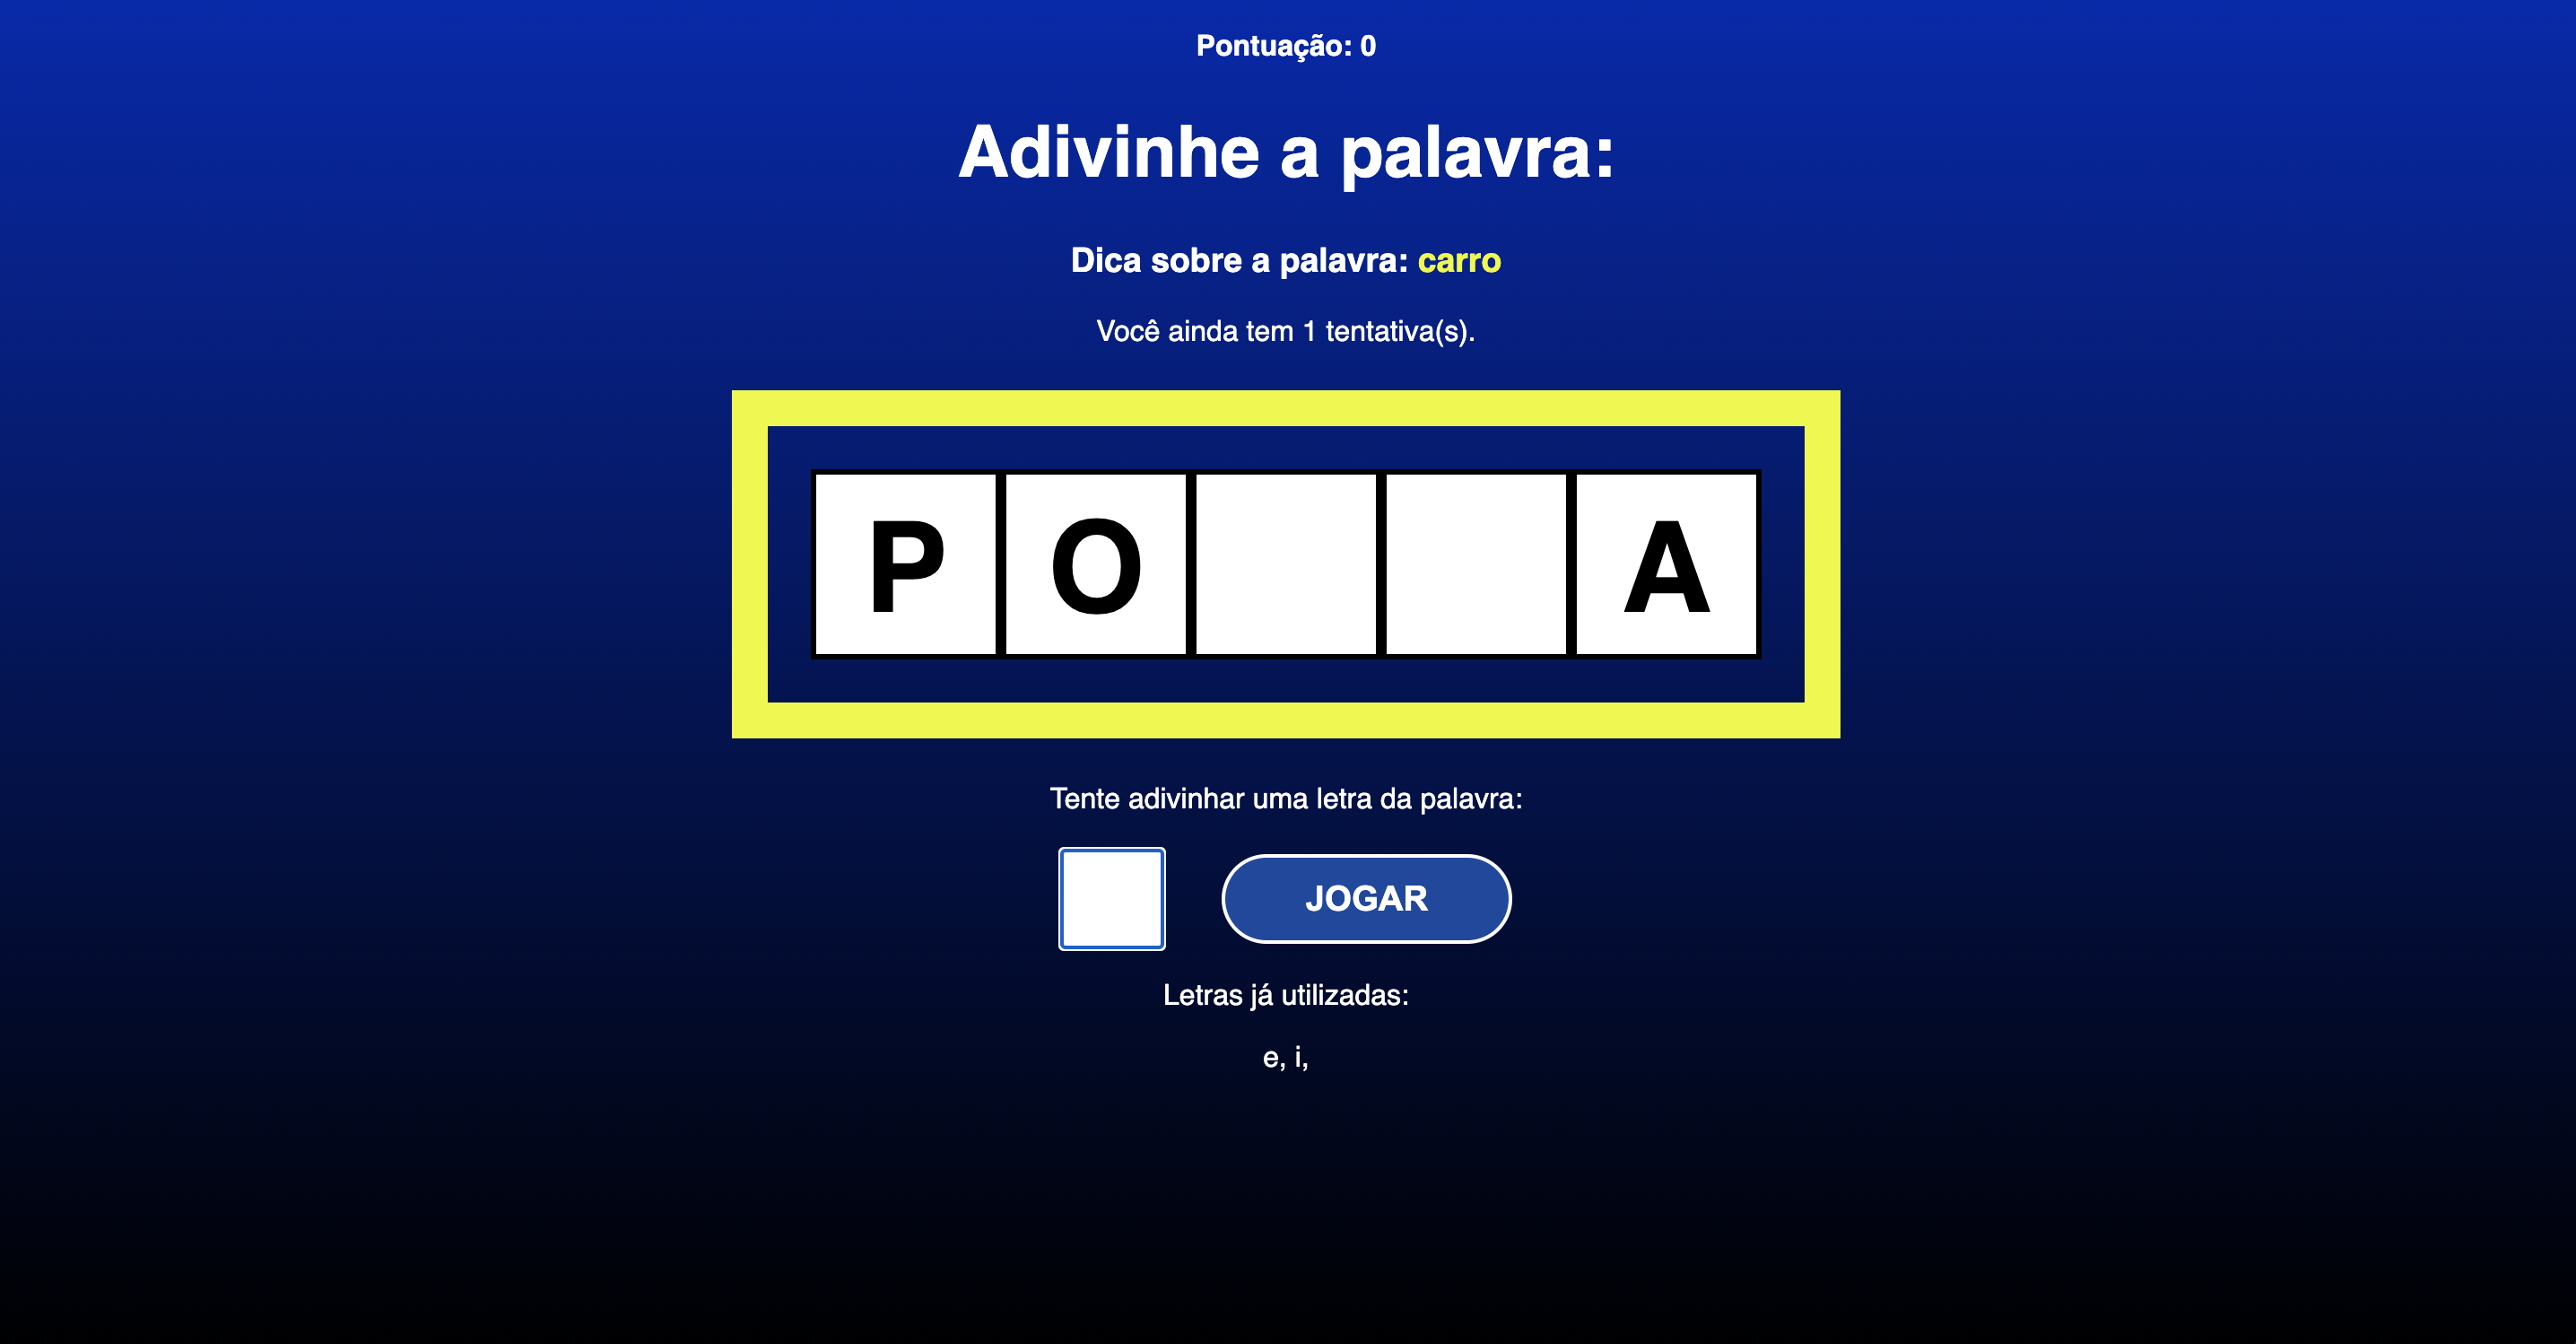 Pontuação: 0
Adivinhe a palavra:
Dica sobre a palavra: carro
Você ainda tem 1 tentativa(s).
P O A
Tente adivinhar uma letra da palavra:
JOGAR
Letras já utilizadas:
e, i,